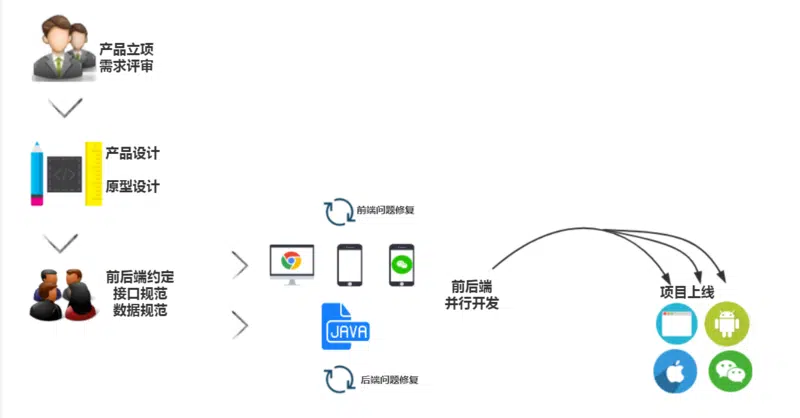 产品立项
需求评审
产品设计
原型设计
前后端约定
接口规范
数据规范
前端问题修复
JAVA
后端问题修复
前后端
并行开发
项目上线